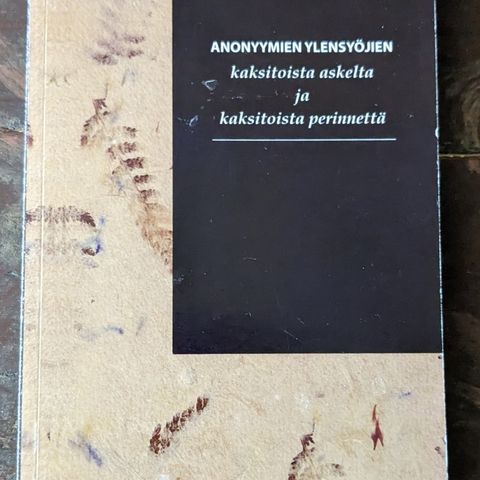 ANONYYMIEN YLENSYÖJIEN
kaksitoista askelta
ja
kaksitoista perinnettä